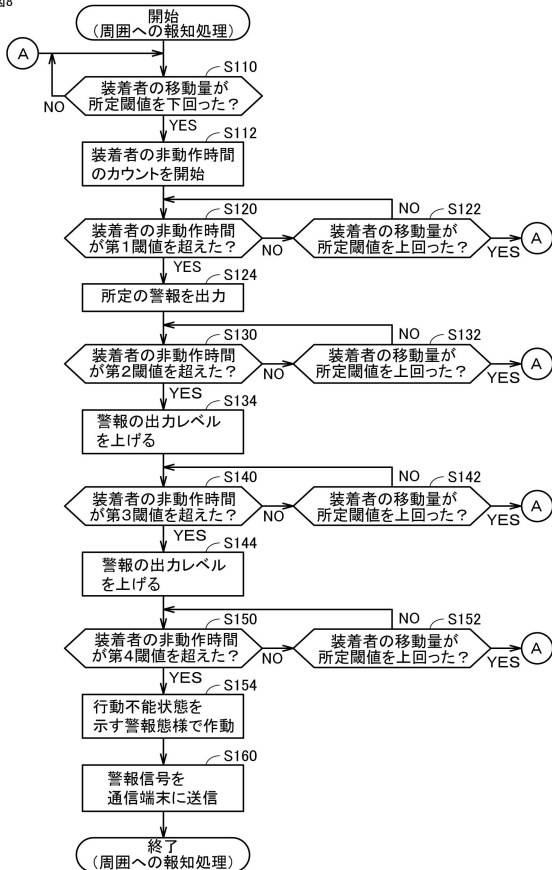 図8
開始
(周囲への報知処理)
A
S110
装着者の移動量が
所定閾値を下回った?
NO
YES
S112
装着者の非動作時間
のカウントを開始
S120
装着者の非動作時間
が第1閾値を超えた?
NO
YES
NO
S122
装着者の移動量が
所定閾値を上回った?
YES
A
S124
所定の警報を出力
S130
装着者の非動作時間
が第2閾値を超えた?
NO
YES
NO
S132
装着者の移動量が
所定閾値を上回った?
YES
A
S134
警報の出力レベル
を上げる
S140
装着者の非動作時間
が第3閾値を超えた?
NO
YES
NO
S142
装着者の移動量が
所定閾値を上回った?
YES
A
S144
警報の出力レベル
を上げる
S150
装着者の非動作時間
が第4閾値を超えた?
NO
YES
NO
S152
装着者の移動量が
所定閾値を上回った?
YES
A
S154
行動不能状態を
示す警報態様で作動
S160
警報信号を
通信端末に送信
終了
(周囲への報知処理)